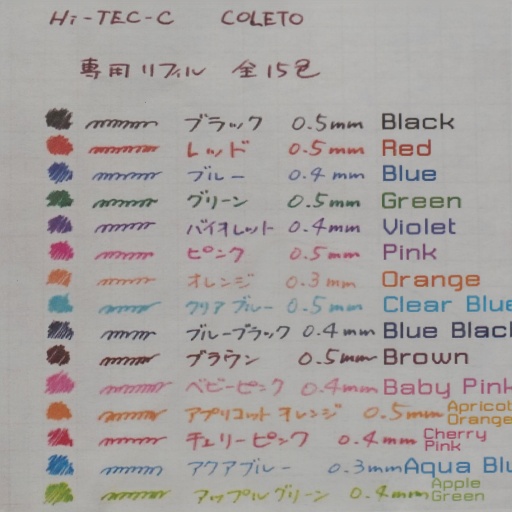 Hi-TEC-C COLETO
専用リフィル 全15色
ブラック 0.5mm Black
レッド 0.5mm Red
ブルー 0.4mm Blue
グリーン 0.5mm Green
バイオレット 0.4mm Violet
ピンク 0.5mm Pink
オレンジ 0.3mm Orange
クリアブルー 0.5mm Clear Blue
ブルーブラック 0.4mm Blue Black
ブラウン 0.5mm Brown
ベビーピンク 0.4mm Baby Pink
アプリコットオレンジ 0.5mm Apricot Orange
チェリーピンク 0.4mm Cherry Pink
アクアブルー 0.3mm Aqua Blu
アップルグリーン 0.4mm Apple Green